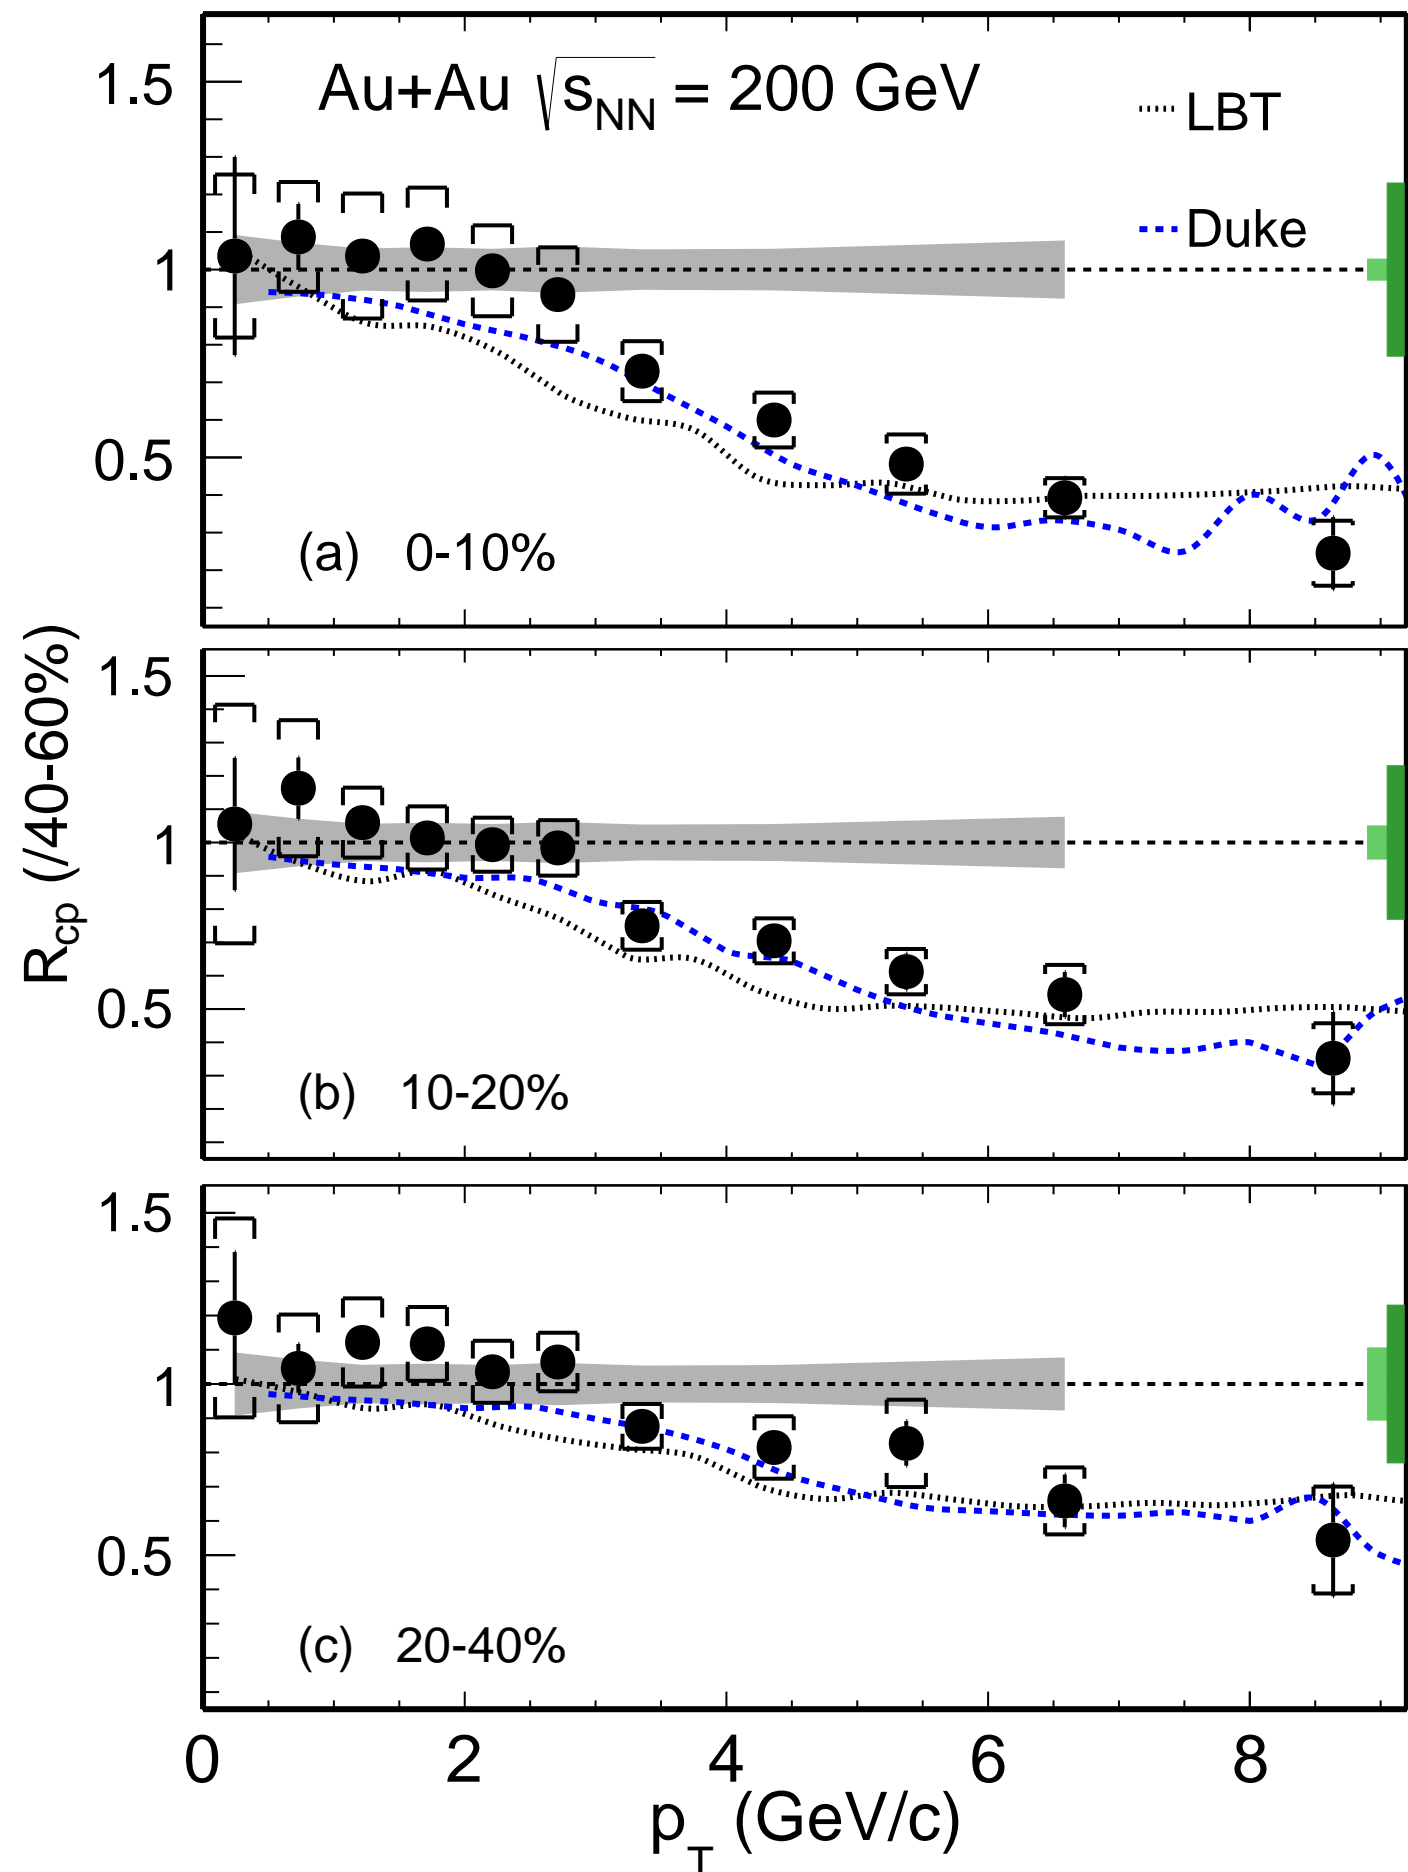 Au+Au √sNN = 200 GeV
LBT
Duke
1.5
1
0.5
(a) 0-10%
1.5
1
0.5
(b) 10-20%
1.5
1
0.5
(c) 20-40%
Rcp (/40-60%)
0 2 4 6 8
pT (GeV/c)